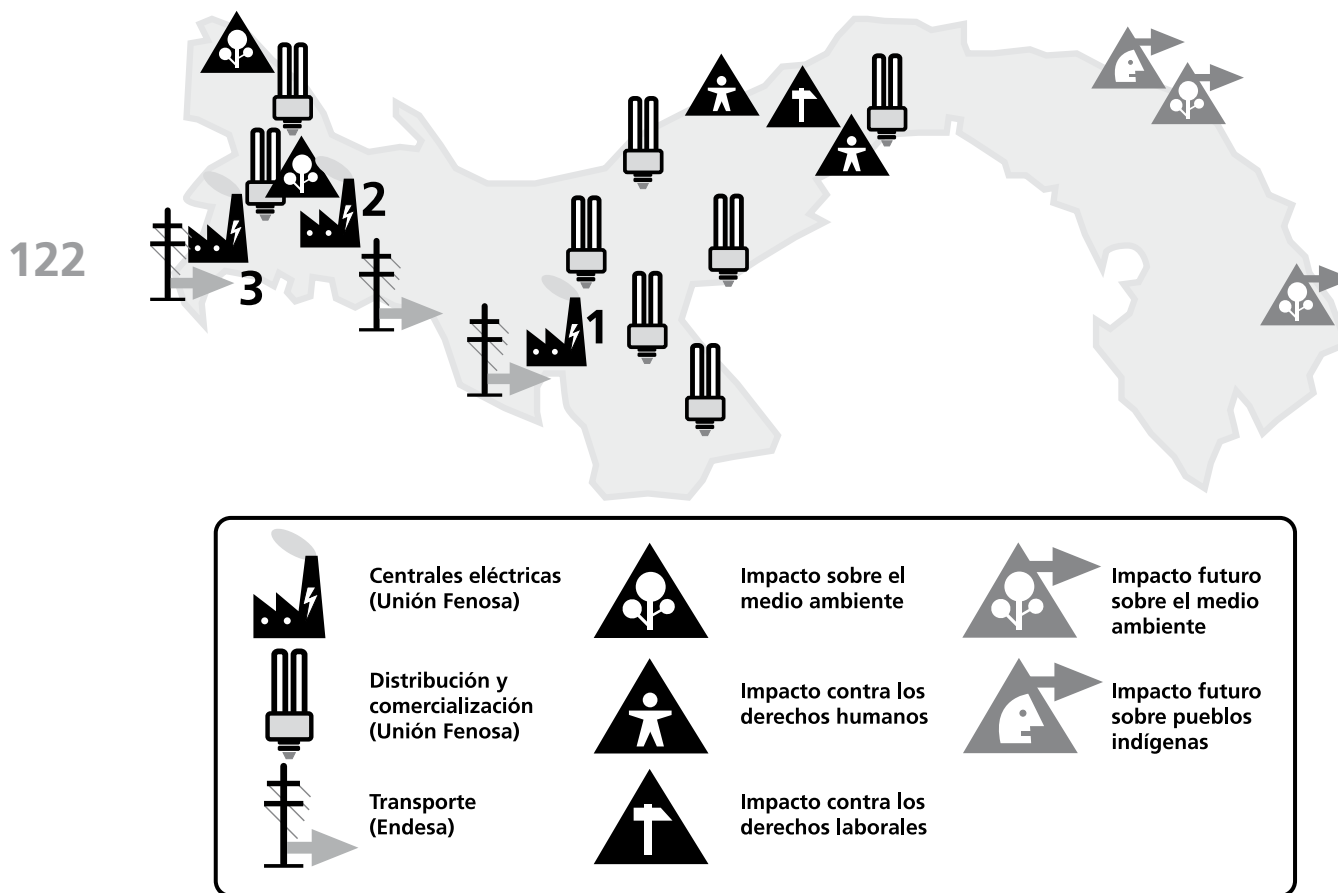 122
2
3
1
Centrales eléctricas
(Unión Fenosa)
Distribución y
comercialización
(Unión Fenosa)
Transporte
(Endesa)
Impacto sobre el
medio ambiente
Impacto contra los
derechos humanos
Impacto contra los
derechos laborales
Impacto futuro
sobre el medio
ambiente
Impacto futuro
sobre pueblos
indígenas